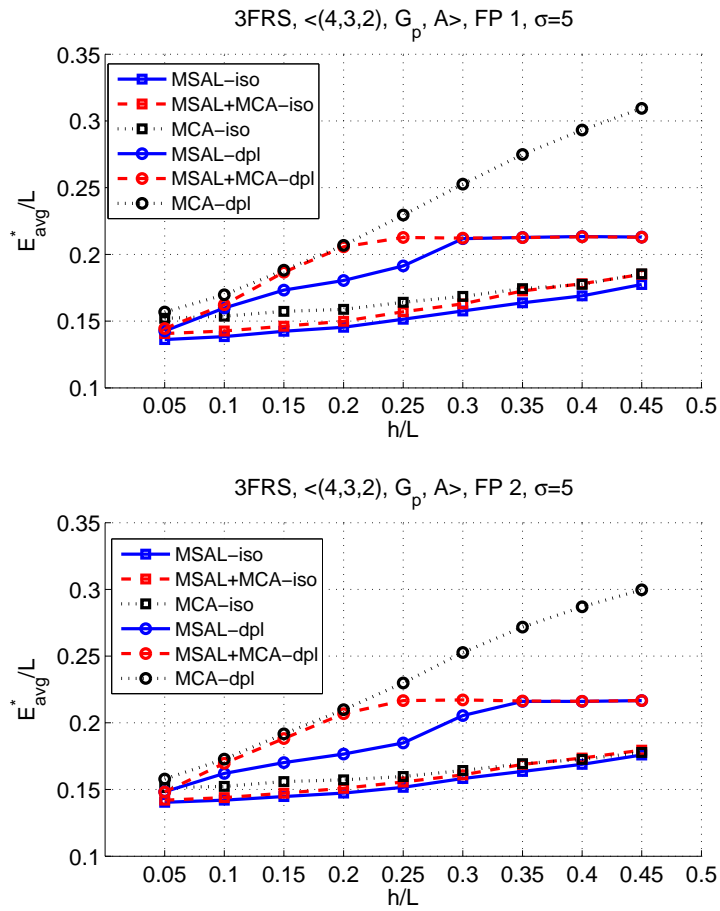 3FRS, <(4,3,2), G_p, A>, FP 1, σ=5
0.35
0.3
0.25
0.2
0.15
0.1
E*_avg/L
MSAL−iso
MSAL+MCA−iso
MCA−iso
MSAL−dpl
MSAL+MCA−dpl
MCA−dpl
0.05 0.1 0.15 0.2 0.25 0.3 0.35 0.4 0.45 0.5
h/L
3FRS, <(4,3,2), G_p, A>, FP 2, σ=5
0.35
0.3
0.25
0.2
0.15
0.1
E*_avg/L
MSAL−iso
MSAL+MCA−iso
MCA−iso
MSAL−dpl
MSAL+MCA−dpl
MCA−dpl
0.05 0.1 0.15 0.2 0.25 0.3 0.35 0.4 0.45 0.5
h/L